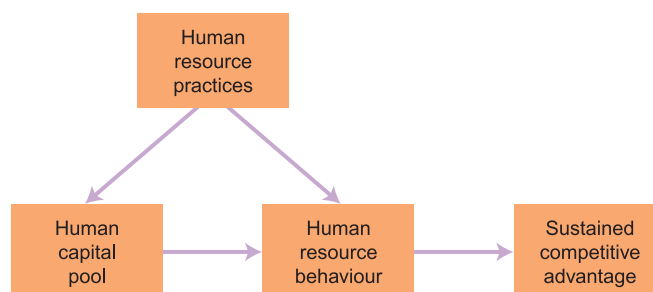 Human
resource
practices
Human
capital
pool
Human
resource
behaviour
Sustained
competitive
advantage